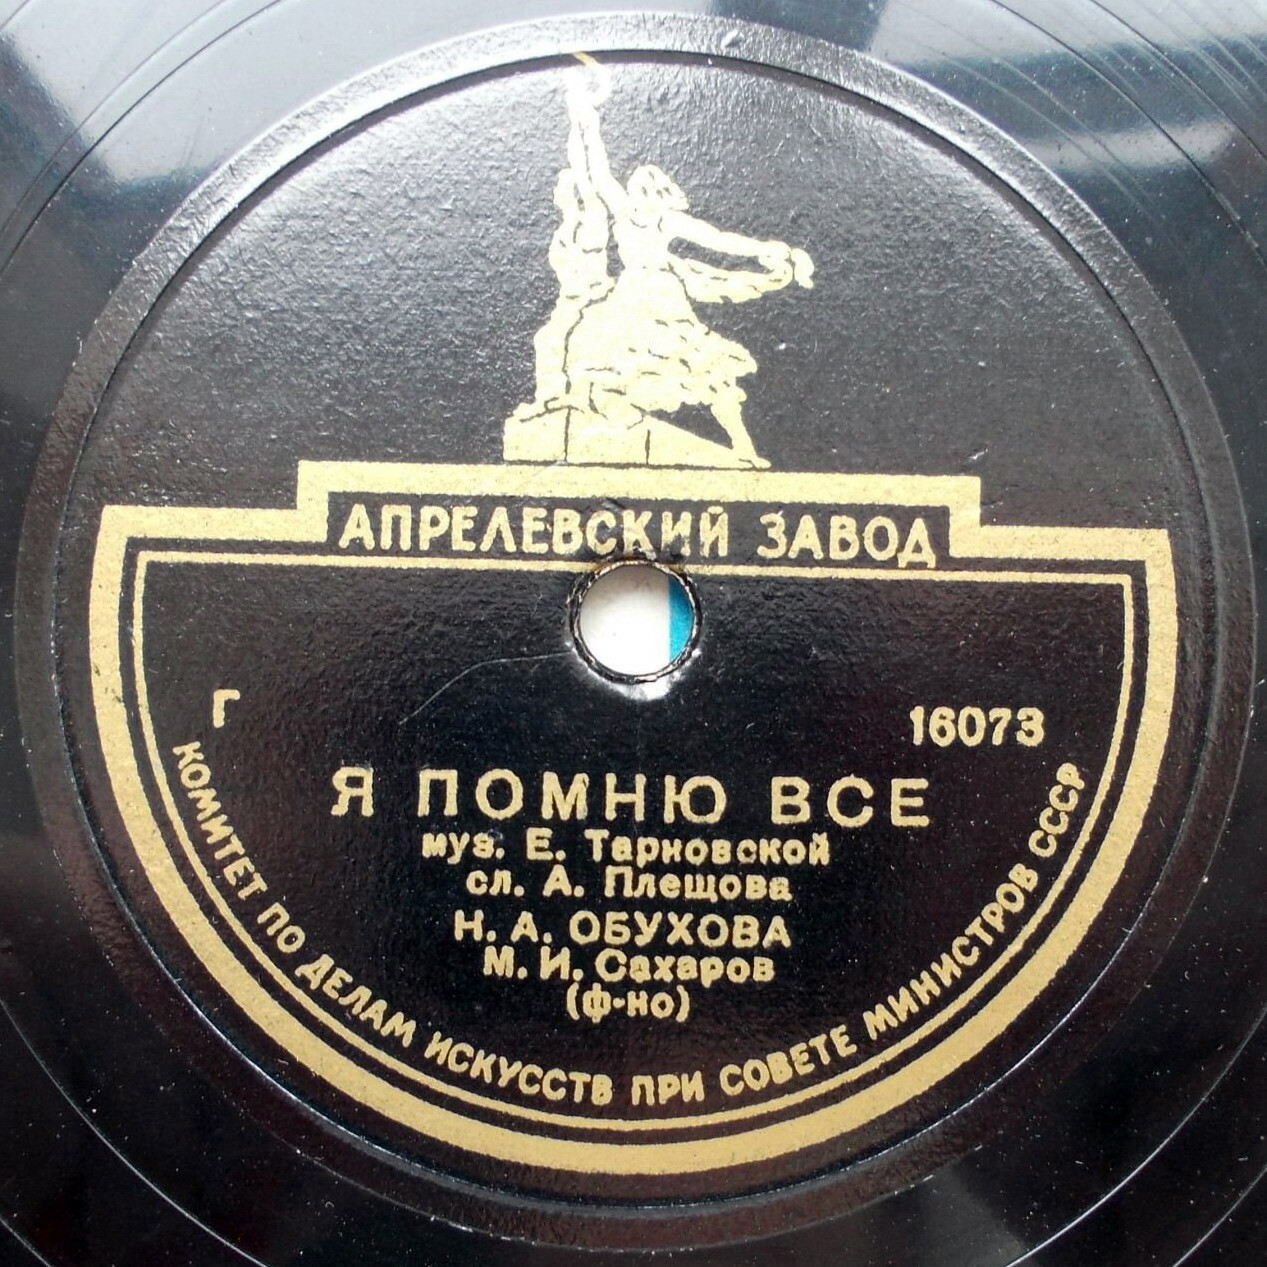 АПРЕЛЕВСКИЙ ЗАВОД
Г 16073
Я ПОМНЮ ВСЕ
муз. Е. Тарновской
сл. А. Плещова
Н. А. ОБУХОВА
М. И. Сахаров
(ф-но)
КОМИТЕТ ПО ДЕЛАМ ИСКУССТВ ПРИ СОВЕТЕ МИНИСТРОВ СССР